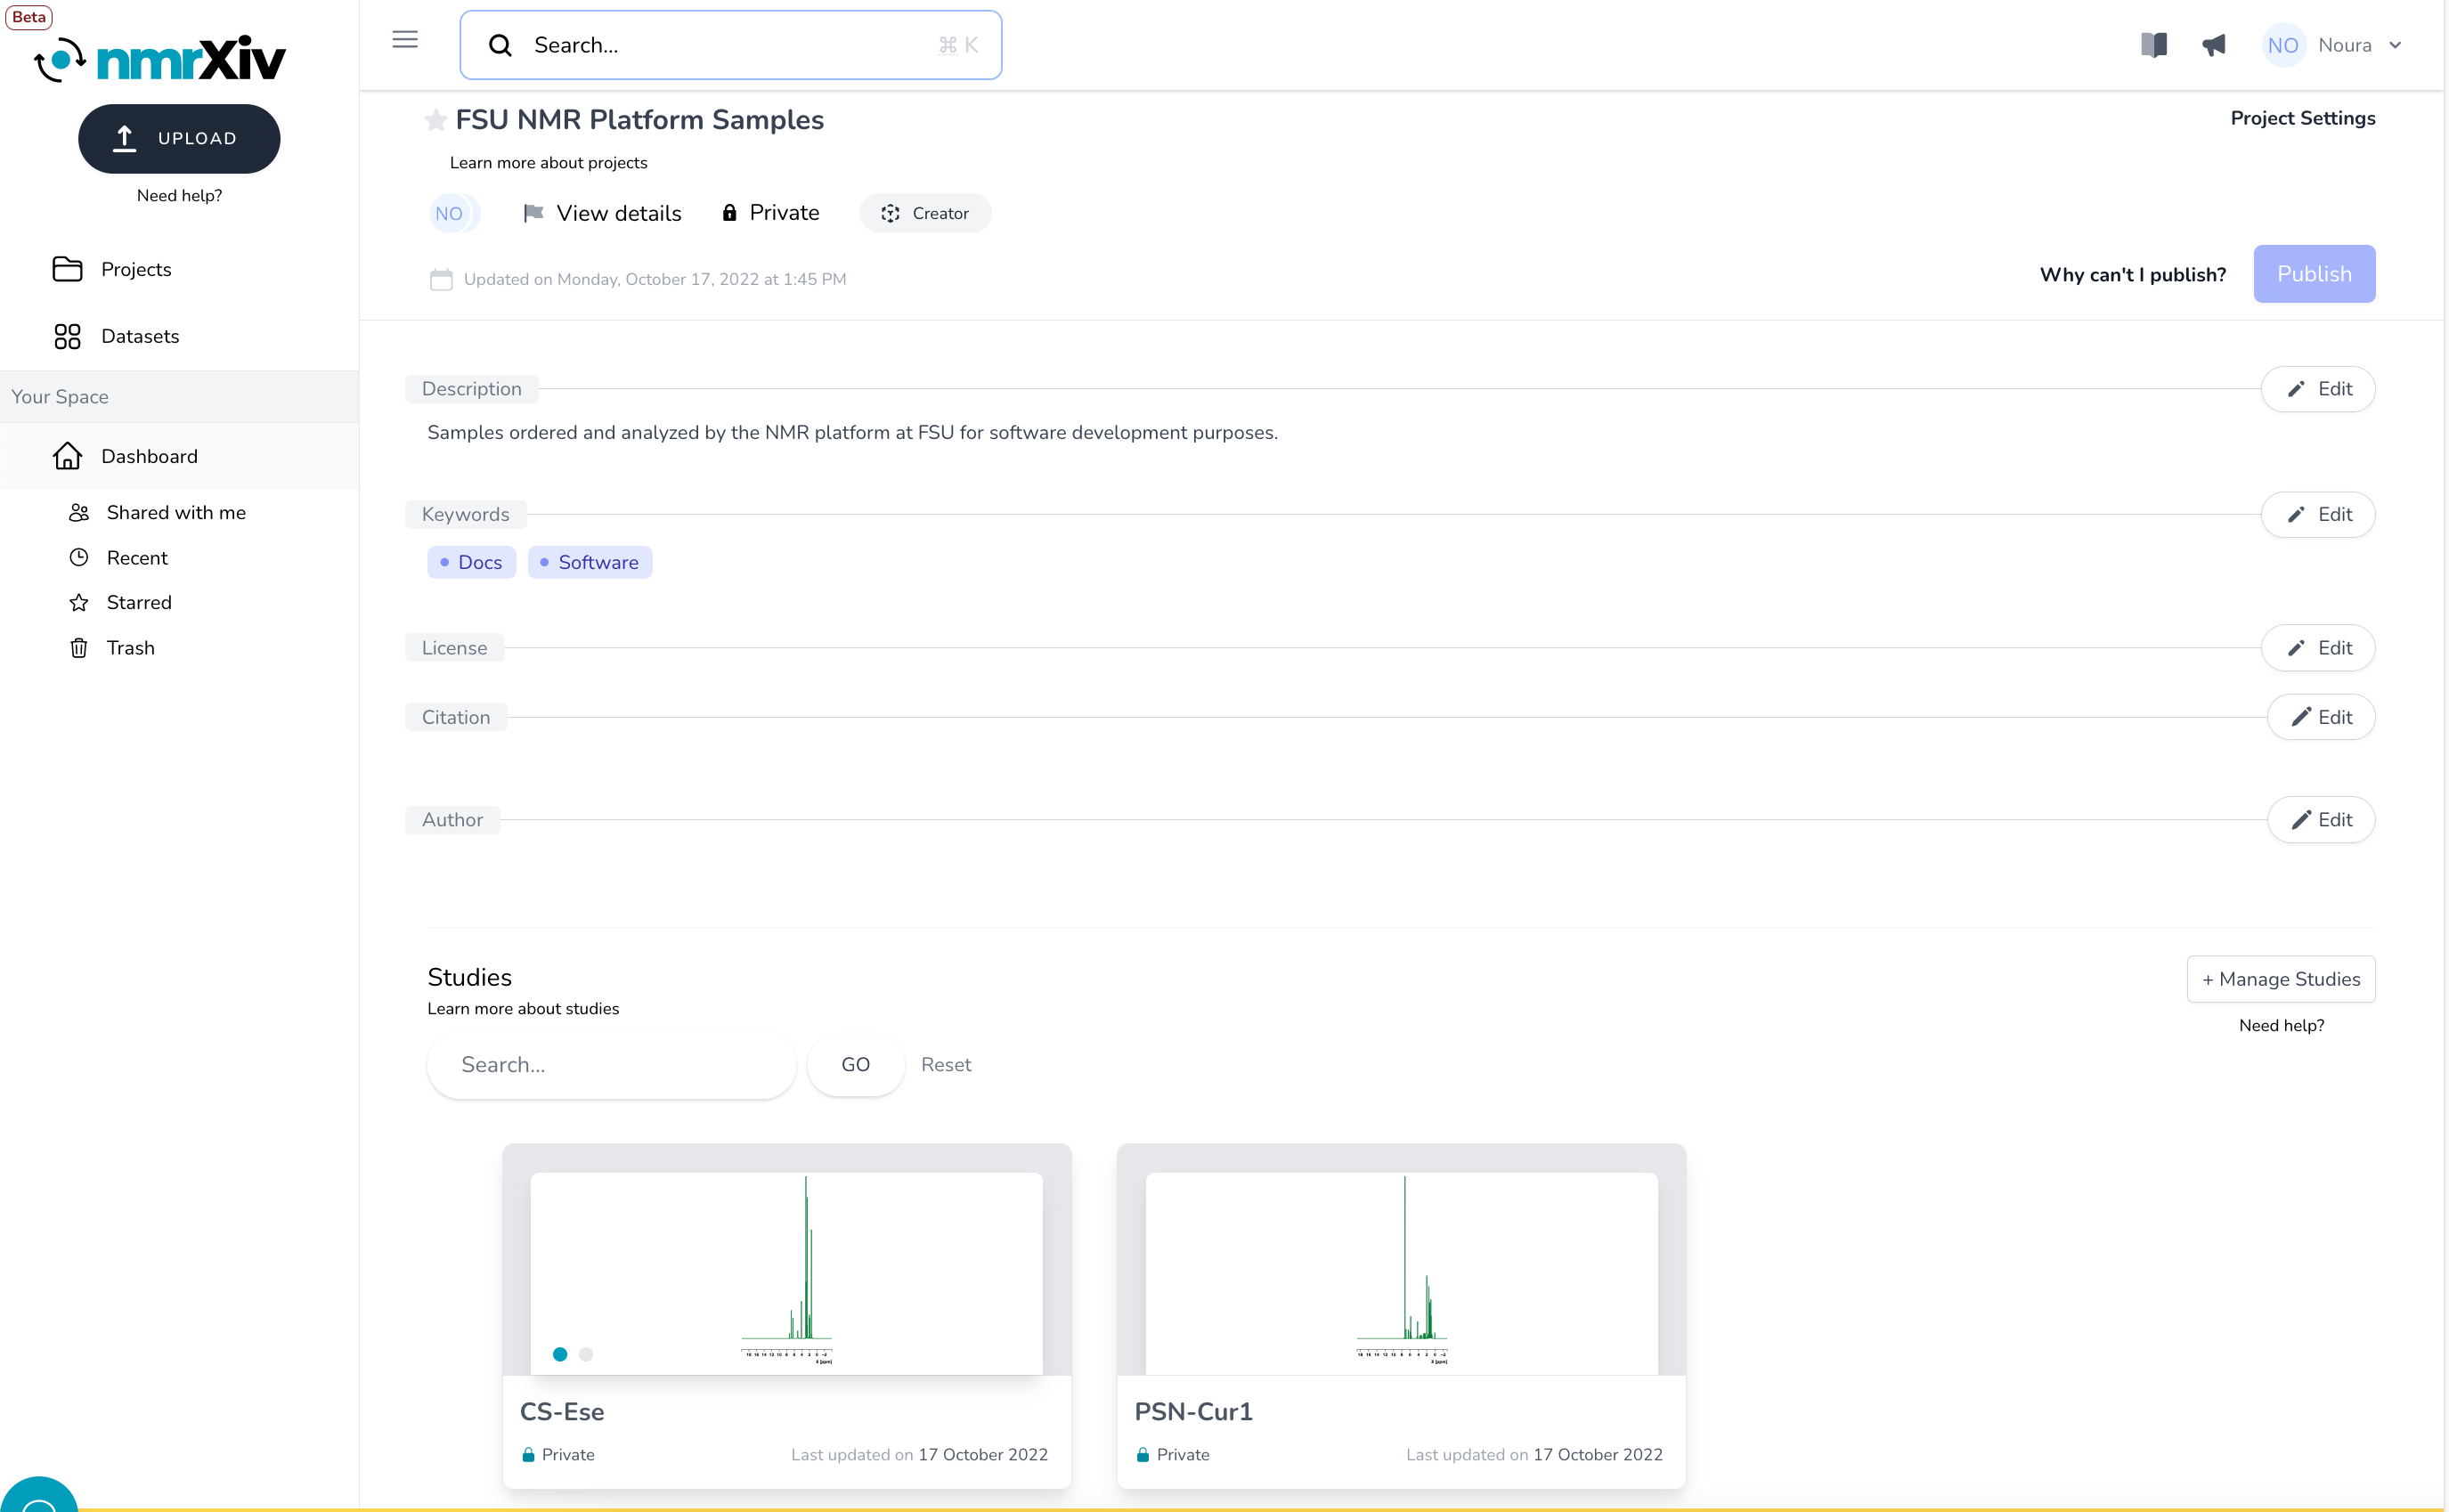 Beta
nmrXiv
UPLOAD
Need help?
Projects
Datasets
Your Space
Dashboard
Shared with me
Recent
Starred
Trash
Search... ⌘ K
NO Noura
FSU NMR Platform Samples
Project Settings
Learn more about projects
NO View details Private Creator
Updated on Monday, October 17, 2022 at 1:45 PM
Why can't I publish? Publish
Description Edit
Samples ordered and analyzed by the NMR platform at FSU for software development purposes.
Keywords Edit
Docs Software
License Edit
Citation Edit
Author Edit
Studies
+ Manage Studies
Learn more about studies
Need help?
Search... GO Reset
CS-Ese
Private Last updated on 17 October 2022
PSN-Cur1
Private Last updated on 17 October 2022